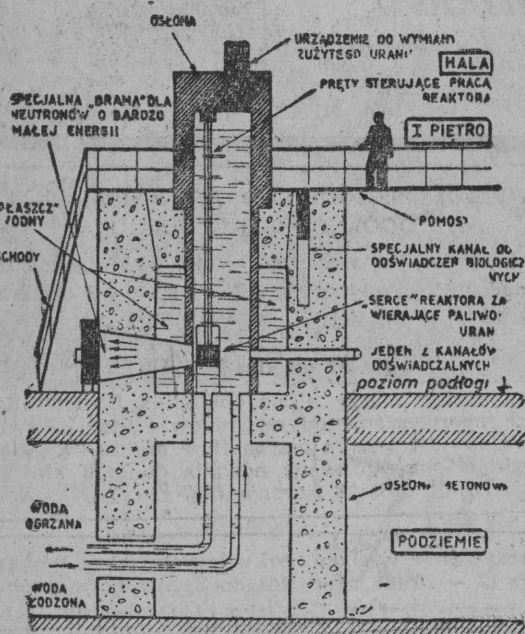 OSŁONA
URZĄDZENIE DO WYMIANY
ZUŻYTEGO URANU
HALA
PRĘTY STERUJĄCE PRACĄ
REAKTORA
SPECJALNA „BRAMA” DLA
NEUTRONÓW O BARDZO
MAŁEJ ENERGII
I PIĘTRO
PŁASZCZ”
WODNY
POMOST
SCHODY
SPECJALNY KANAŁ DO
DOŚWIADCZEŃ BIOLOGICZ
NYCH
„SERCE” REAKTORA ZA
WIERAJĄCE PALIWO-
URAN
JEDEN Z KANAŁÓW
DOŚWIADCZALNYCH
poziom podłogi
OSŁONA BETONOWA
WODA
OGRZANA
PODZIEMIE
WODA